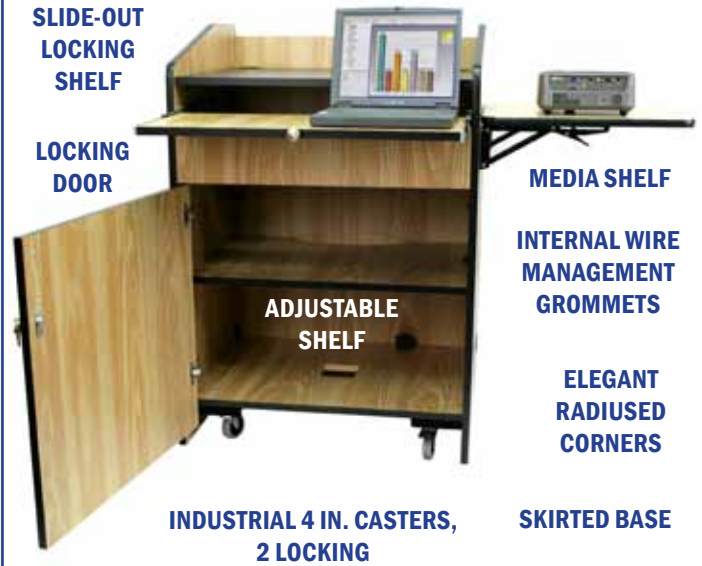 SLIDE-OUT
LOCKING
SHELF
LOCKING
DOOR
MEDIA SHELF
INTERNAL WIRE
MANAGEMENT
GROMMETS
ADJUSTABLE
SHELF
ELEGANT
RADIUSED
CORNERS
INDUSTRIAL 4 IN. CASTERS,
2 LOCKING
SKIRTED BASE